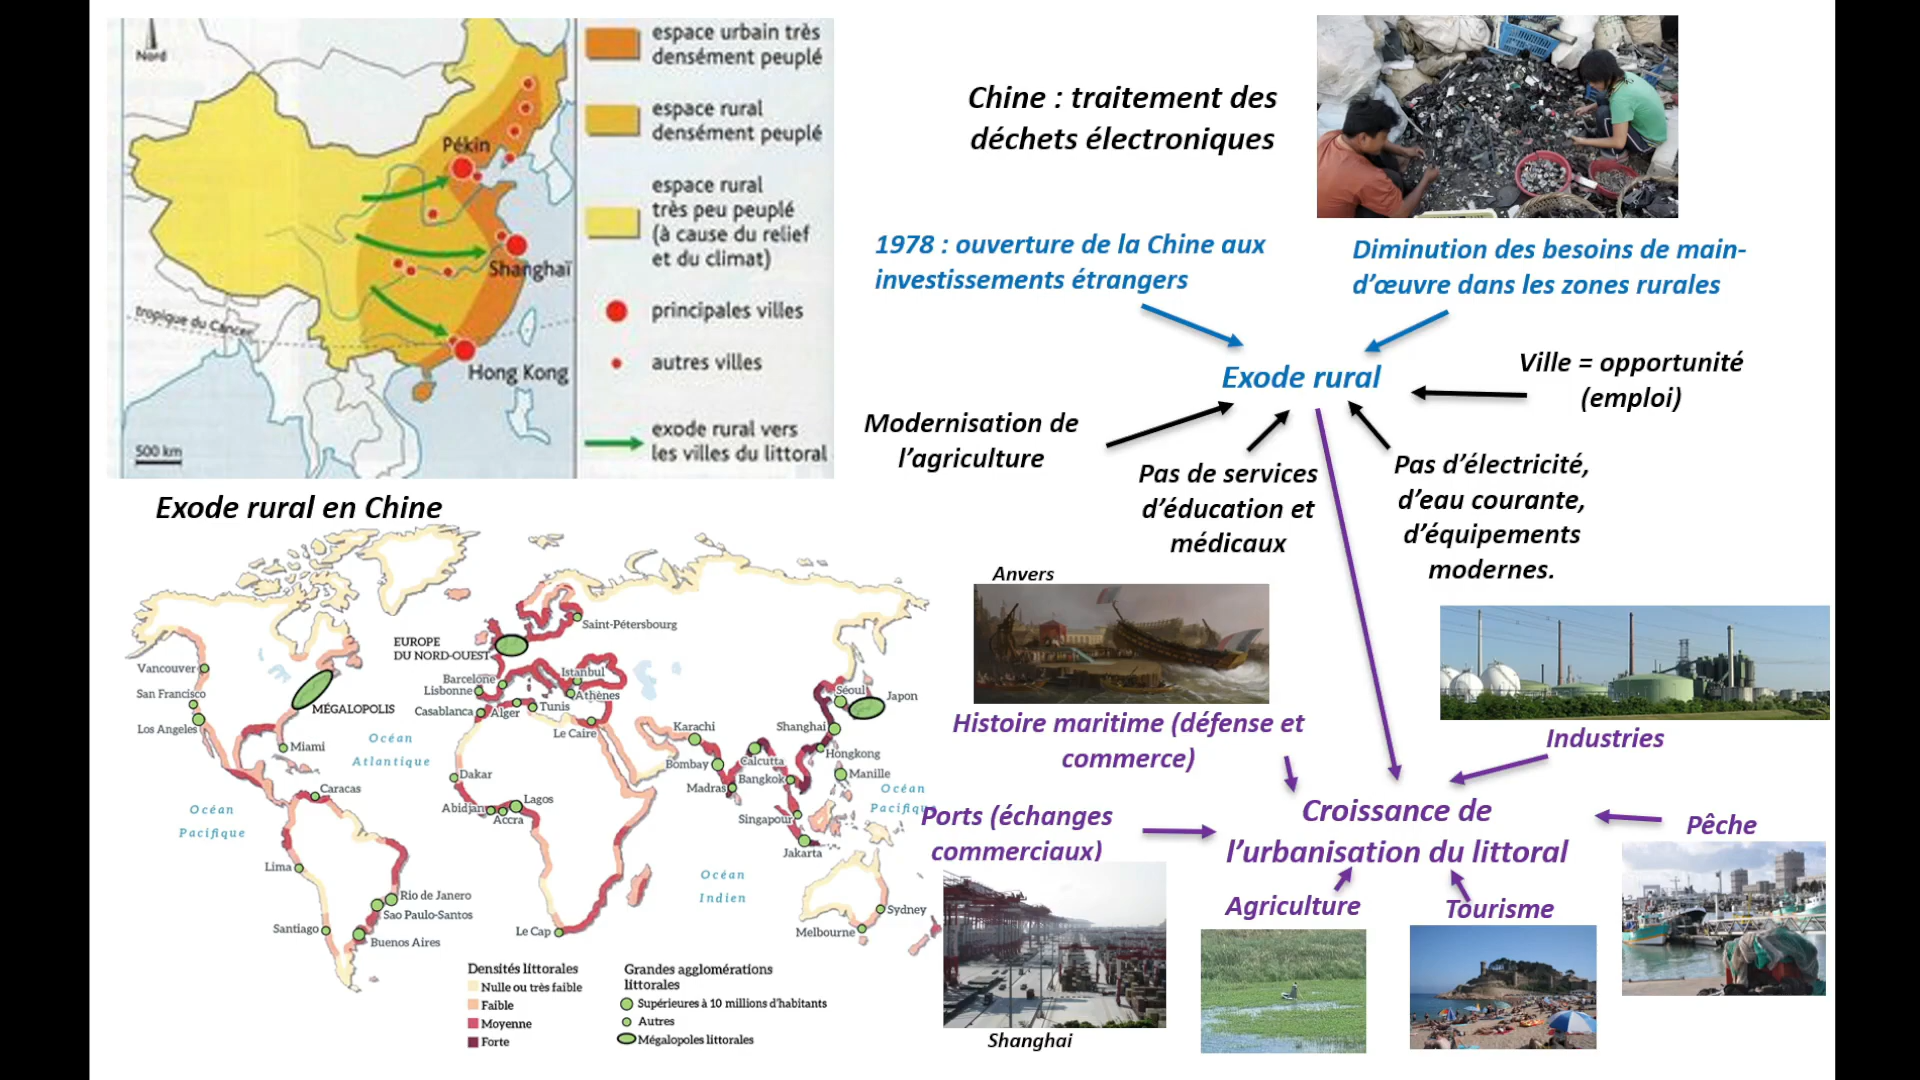 Nord
Pékin
Shanghaï
tropique du Cancer
Hong Kong
500 km
espace urbain très
densément peuplé
espace rural
densément peuplé
espace rural
très peu peuplé
(à cause du relief
et du climat)
principales villes
autres villes
exode rural vers
les villes du littoral
Exode rural en Chine
Chine : traitement des
déchets électroniques
1978 : ouverture de la Chine aux
investissements étrangers
Diminution des besoins de main-
d’œuvre dans les zones rurales
Exode rural
Ville = opportunité
(emploi)
Modernisation de
l’agriculture
Pas de services
d’éducation et
médicaux
Pas d’électricité,
d’eau courante,
d’équipements
modernes.
Saint-Pétersbourg
EUROPE
DU NORD-OUEST
Vancouver
San Francisco
Los Angeles
MÉGALOPOLIS
Miami
Océan
Atlantique
Barcelone
Lisbonne
Casablanca
Alger
Tunis
Istanbul
Athènes
Le Caire
Karachi
Bombay
Madras
Calcutta
Bangkok
Singapour
Jakarta
Séoul
Japon
Shanghai
Hongkong
Manille
Océan
Pacifique
Océan
Pacifique
Caracas
Dakar
Abidjan
Accra
Lagos
Lima
Rio de Janero
Sao Paulo-Santos
Santiago
Buenos Aires
Le Cap
Océan
Indien
Sydney
Melbourne
Densités littorales
Nulle ou très faible
Faible
Moyenne
Forte
Grandes agglomérations
littorales
Supérieures à 10 millions d'habitants
Autres
Mégalopoles littorales
Anvers
Histoire maritime (défense et
commerce)
Industries
Ports (échanges
commerciaux)
Croissance de
l’urbanisation du littoral
Pêche
Agriculture
Tourisme
Shanghai